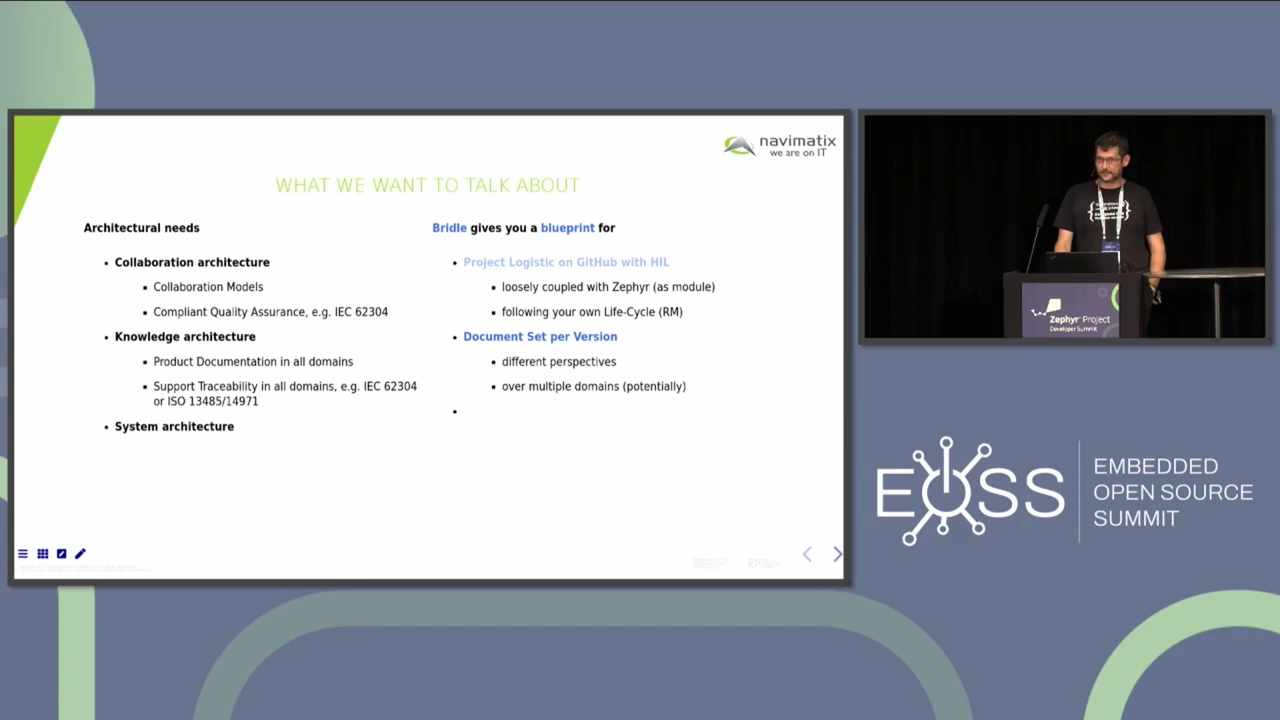 navimatix
we are on IT
WHAT WE WANT TO TALK ABOUT
Architectural needs
Collaboration architecture
Collaboration Models
Compliant Quality Assurance, e.g. IEC 62304
Knowledge architecture
Product Documentation in all domains
Support Traceability in all domains, e.g. IEC 62304
or ISO 13485/14971
System architecture
Bridle gives you a blueprint for
Project Logistic on GitHub with HIL
loosely coupled with Zephyr (as module)
following your own Life-Cycle (RM)
Document Set per Version
different perspectives
over multiple domains (potentially)
Zephyr Project
Developer Summit
EOSS
EMBEDDED
OPEN SOURCE
SUMMIT